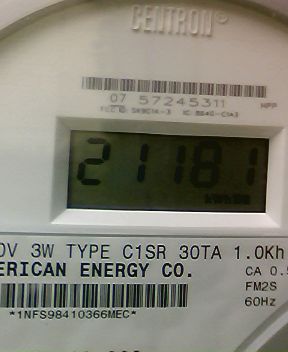 CENTRON®
07 57245311
HPP
21181
0V 3W TYPE C1SR 30TA 1.0Kh
ERICAN ENERGY CO.
CA 0.5
FM2S
60Hz
*1NFS98410366MEC*